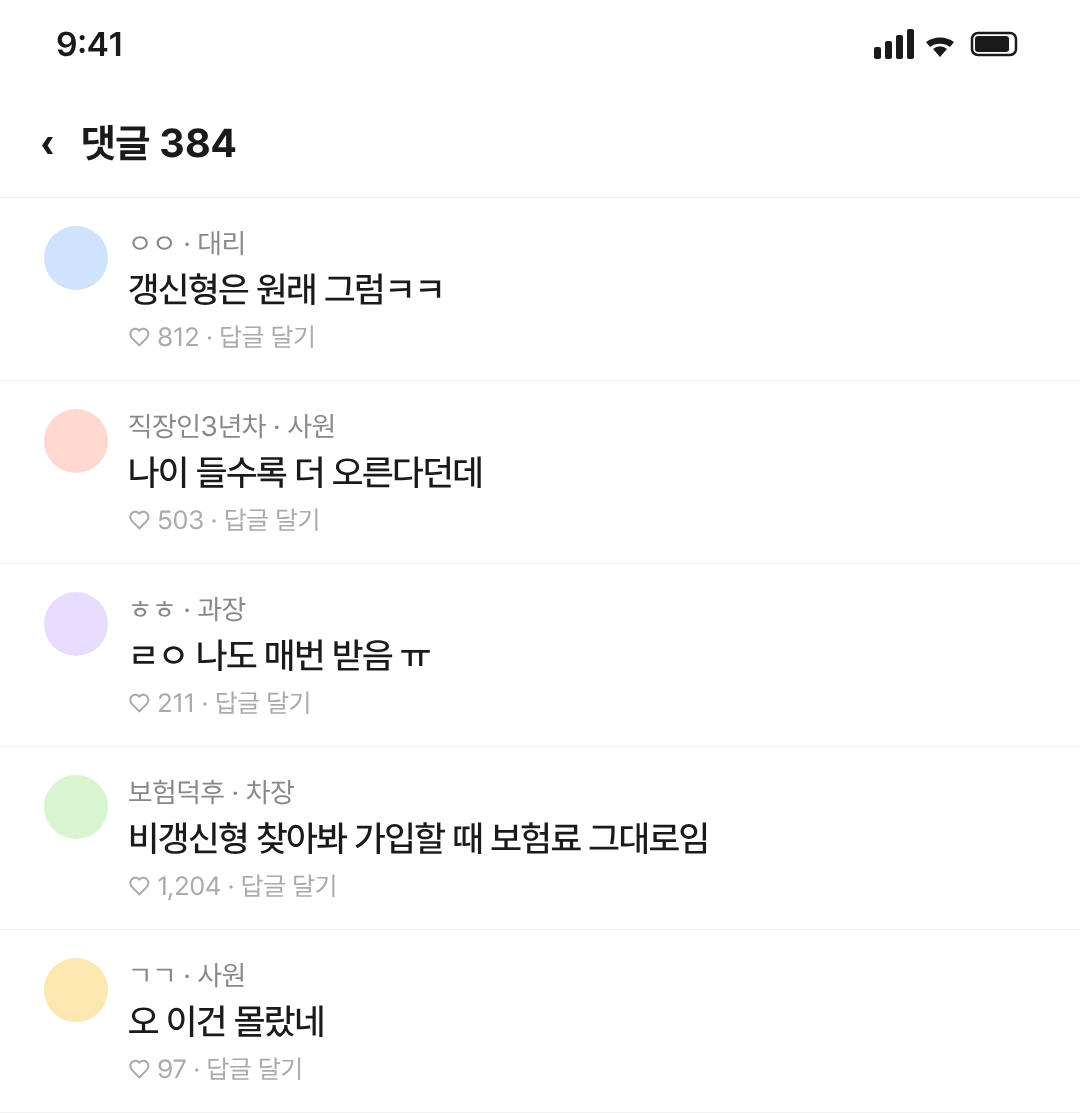 9:41
‹ 댓글 384
ㅇㅇ · 대리
갱신형은 원래 그럼ㅋㅋ
♡ 812 · 답글 달기
직장인3년차 · 사원
나이 들수록 더 오른다던데
♡ 503 · 답글 달기
ㅎㅎ · 과장
ㄹㅇ 나도 매번 받음 ㅠ
♡ 211 · 답글 달기
보험덕후 · 차장
비갱신형 찾아봐 가입할 때 보험료 그대로임
♡ 1,204 · 답글 달기
ㄱㄱ · 사원
오 이건 몰랐네
♡ 97 · 답글 달기